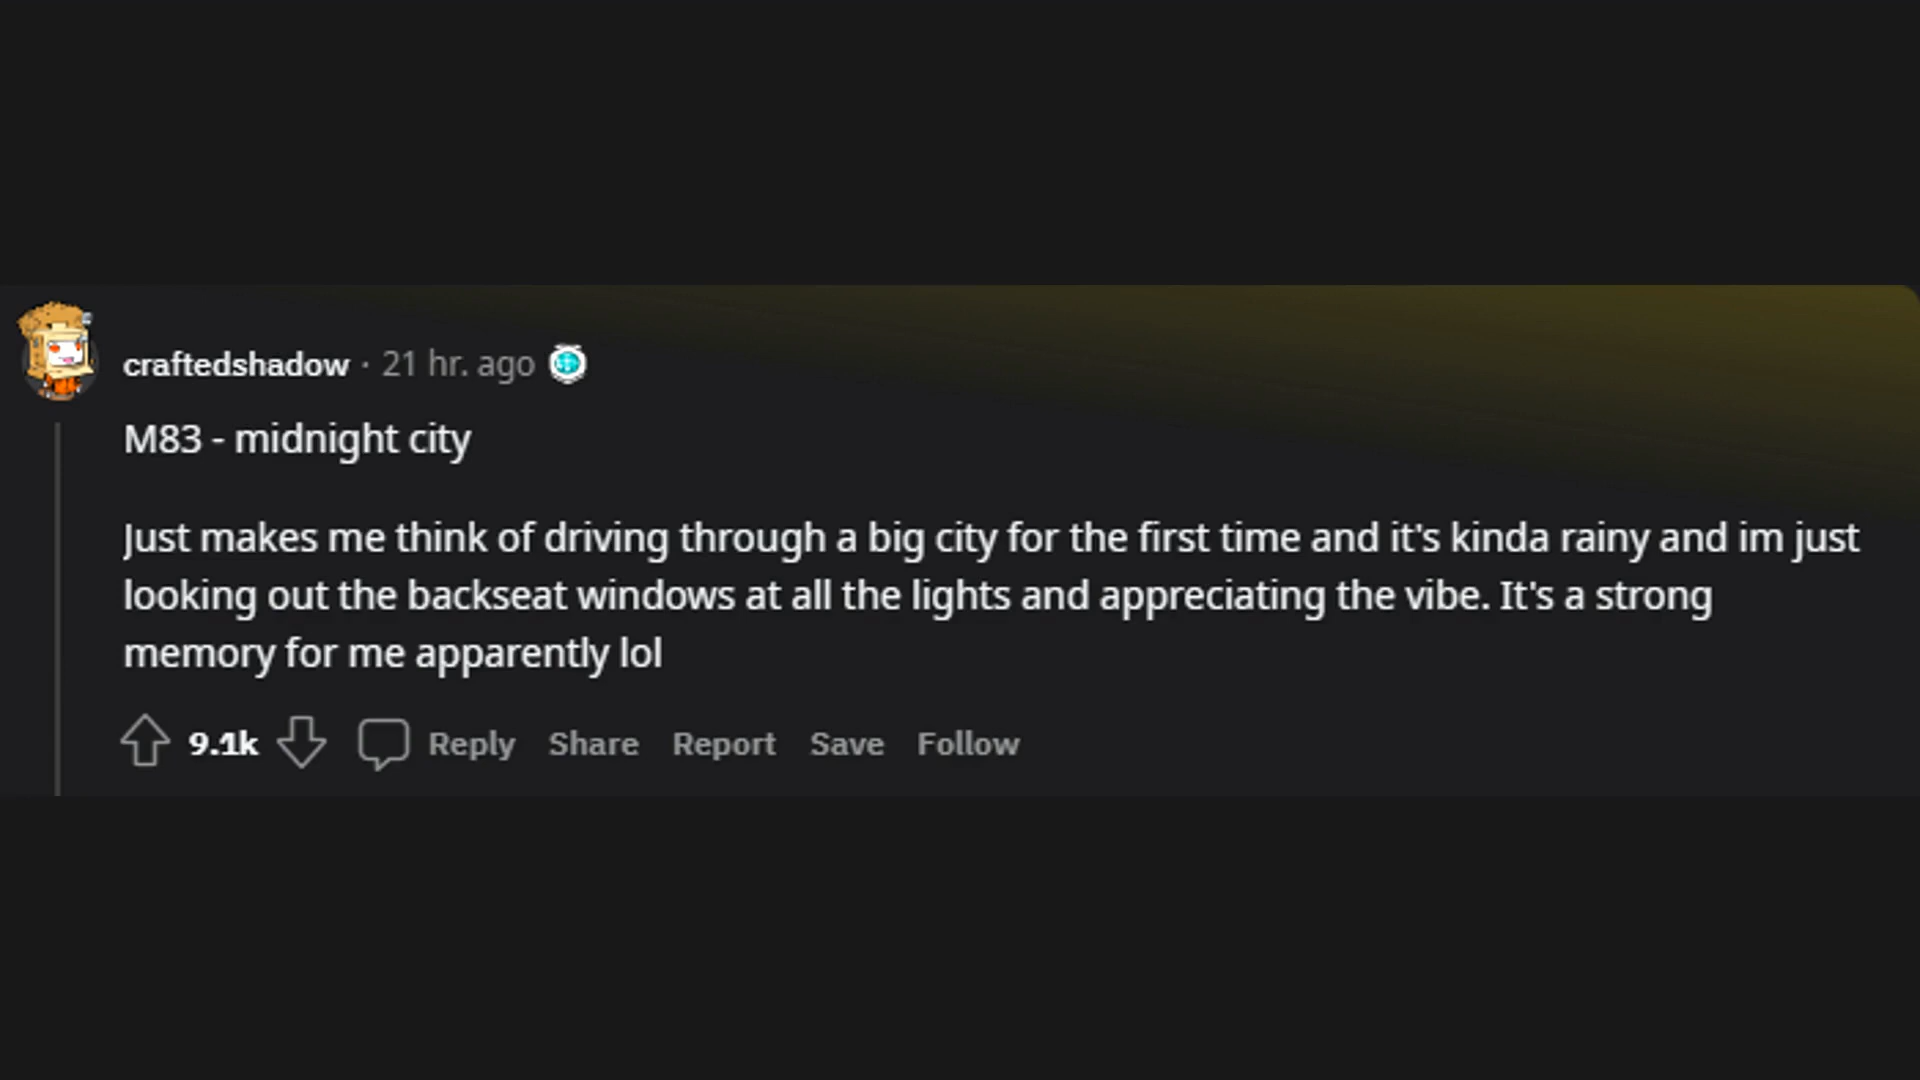 craftedshadow · 21 hr. ago
M83 - midnight city
Just makes me think of driving through a big city for the first time and it's kinda rainy and im just
looking out the backseat windows at all the lights and appreciating the vibe. It's a strong
memory for me apparently lol
9.1k Reply Share Report Save Follow